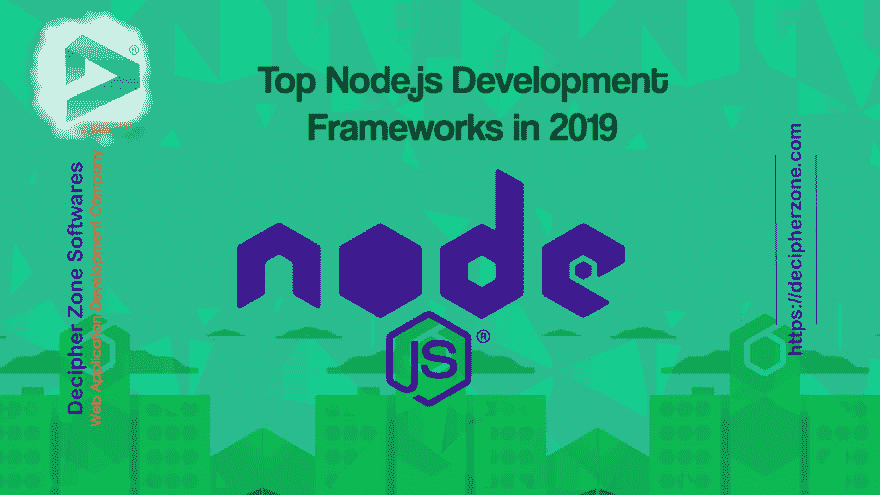 Top Node.js Development
Frameworks in 2019
node
JS®
Decipher Zone Softwares
Web Application Development Company
https://decipherzone.com
®